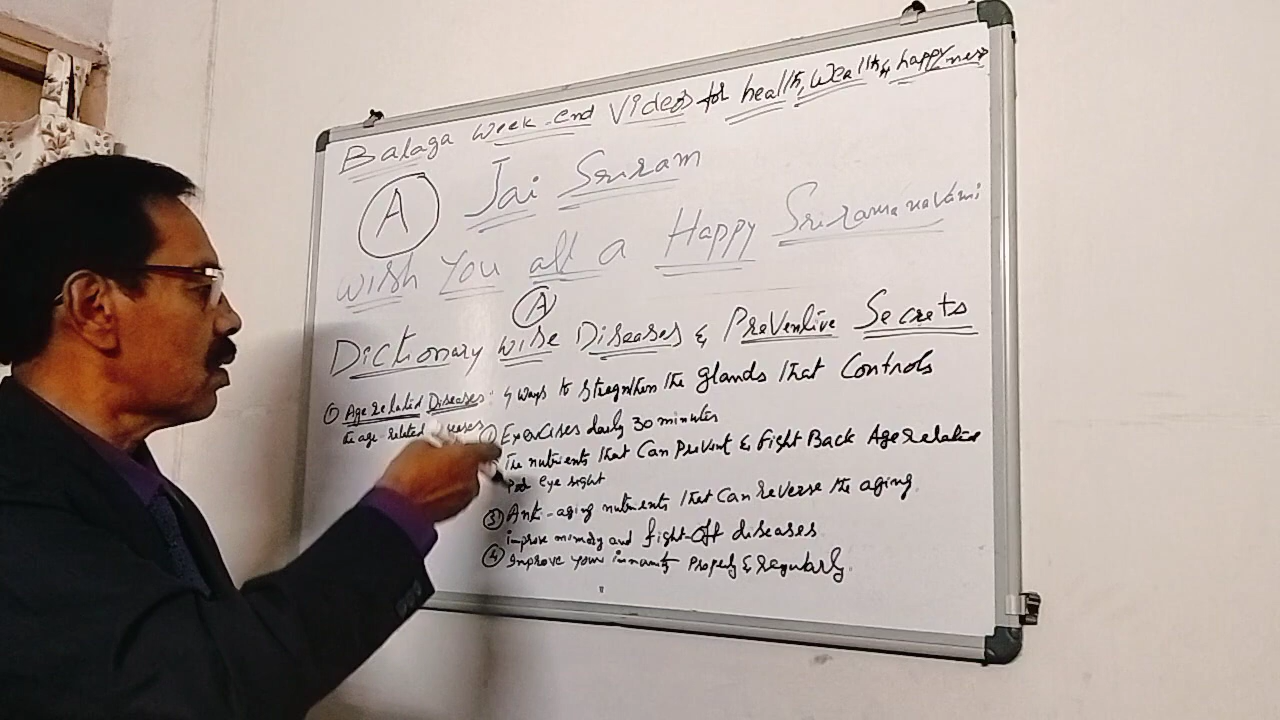 Balaga Week-end Videos for health, Wealth & happyness
A Jai Sriram
wish You all a Happy Sriramanavami
A
Dictionary wise Diseases & Preventive Secrets
① Age related Diseases: 4 ways to strengthen the glands that Controls
the age-related
Exercises daily 30 minutes
The nutrients that Can Prevent & fight Back Age related
eye sight
③ Anti-aging nutrients that Can reverse the aging
improve mimory and fight-off diseases
④ Improve your immunity Properly & regularly.